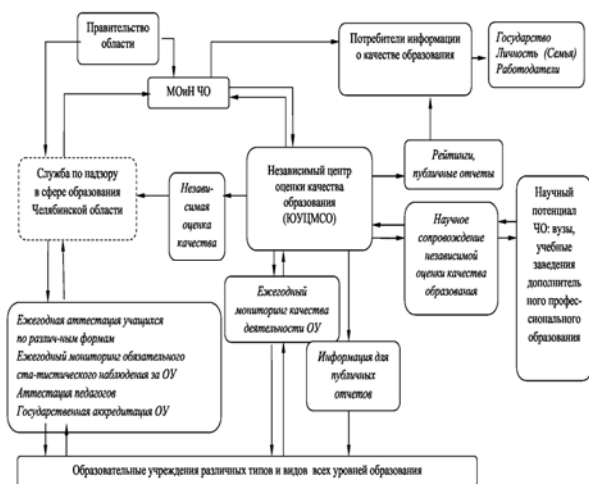 Правительство
области
МОиН ЧО
Потребители информации
о качестве образования
Государство
Личность (Семья)
Работодатели
Служба по надзору
в сфере образования
Челябинской области
Незави-
симая
оценка
качества
Независимый центр
оценки качества
образования
(ЮУЦМСО)
Рейтинги,
публичные отчеты
Научное
сопровождение
независимой
оценки качества
образования
Научный
потенциал
ЧО: вузы,
учебные
заведения
дополнитель
ного профес-
сионального
образования
Ежегодный
мониторинг качества
деятельности ОУ
Информация для
публичных
отчетов
Ежегодная аттестация учащихся
по различ-ным формам
Ежегодный мониторинг обязательного
ста-тистического наблюдения за ОУ
Аттестация педагогов
Государственная аккредитация ОУ
Образовательные учреждения различных типов и видов всех уровней образования